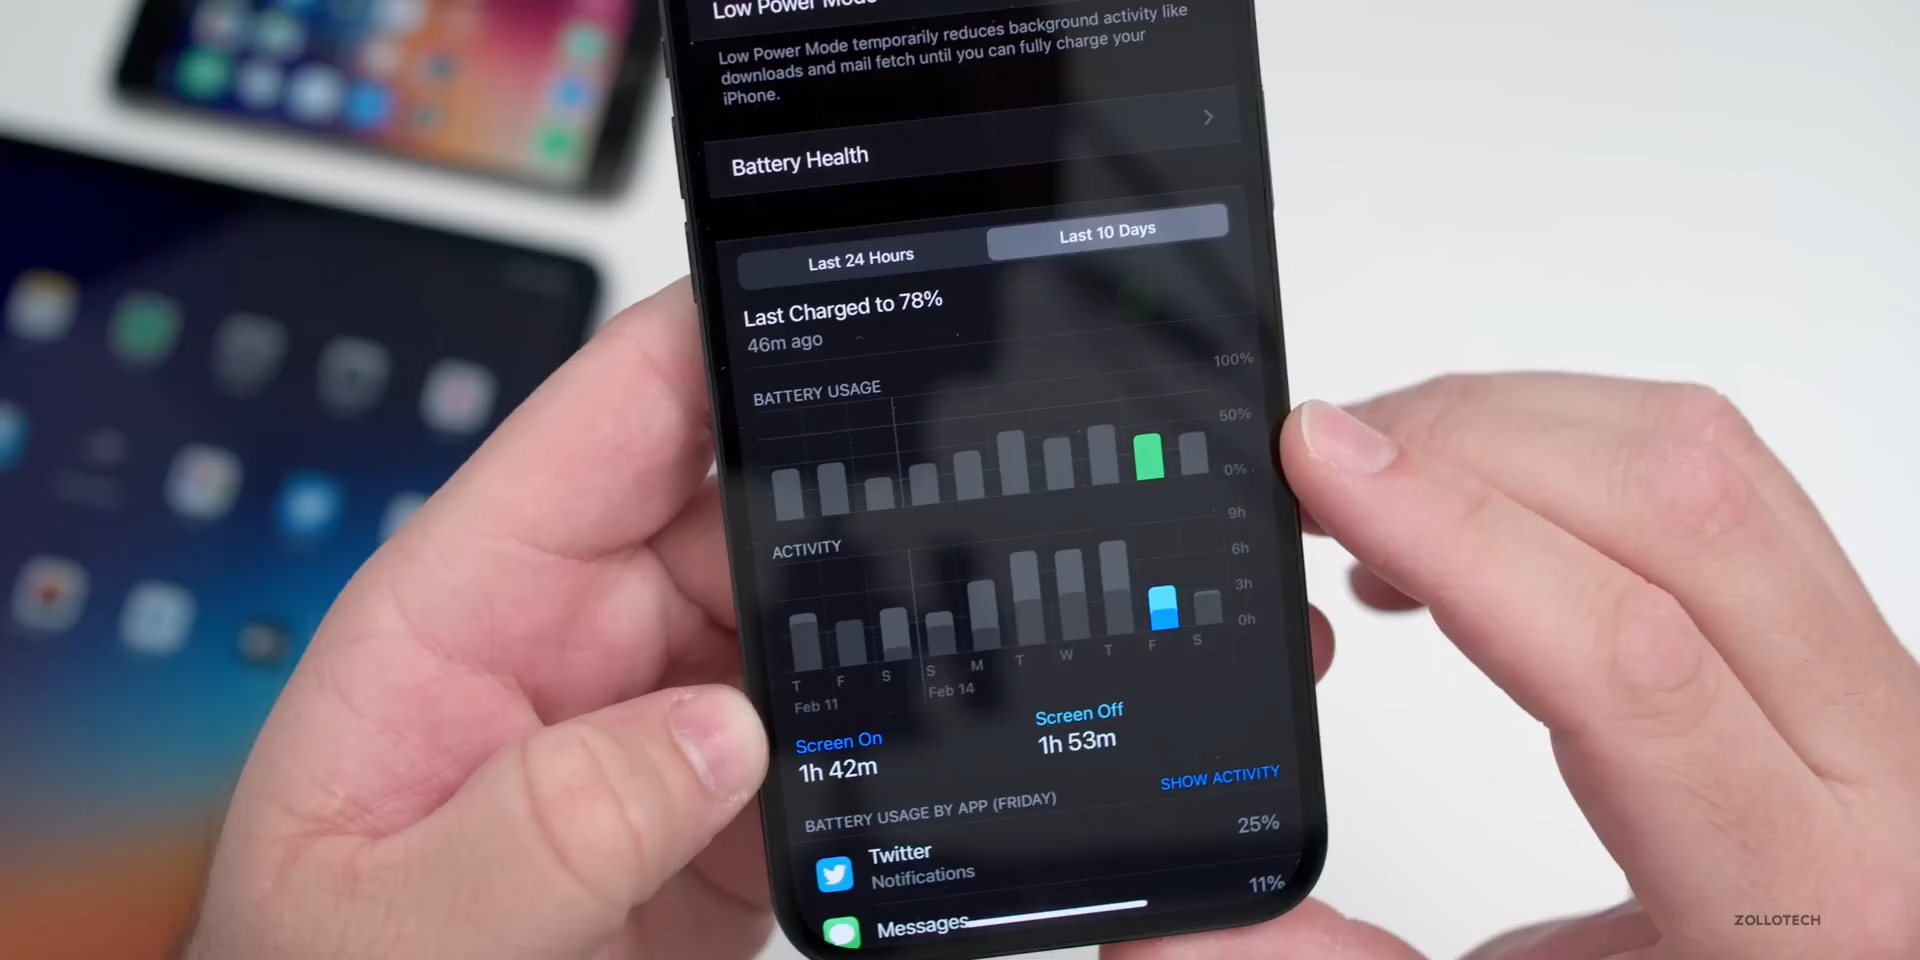 Low Power Mode
Low Power Mode temporarily reduces background activity like
downloads and mail fetch until you can fully charge your
iPhone.
Battery Health
Last 24 Hours
Last 10 Days
Last Charged to 78%
46m ago
BATTERY USAGE
100%
50%
0%
ACTIVITY
9h
6h
3h
0h
T F S S M T W T F S
Feb 11
Feb 14
Screen On
1h 42m
Screen Off
1h 53m
BATTERY USAGE BY APP (FRIDAY)
SHOW ACTIVITY
Twitter
Notifications
25%
Messages
11%
ZOLLOTECH